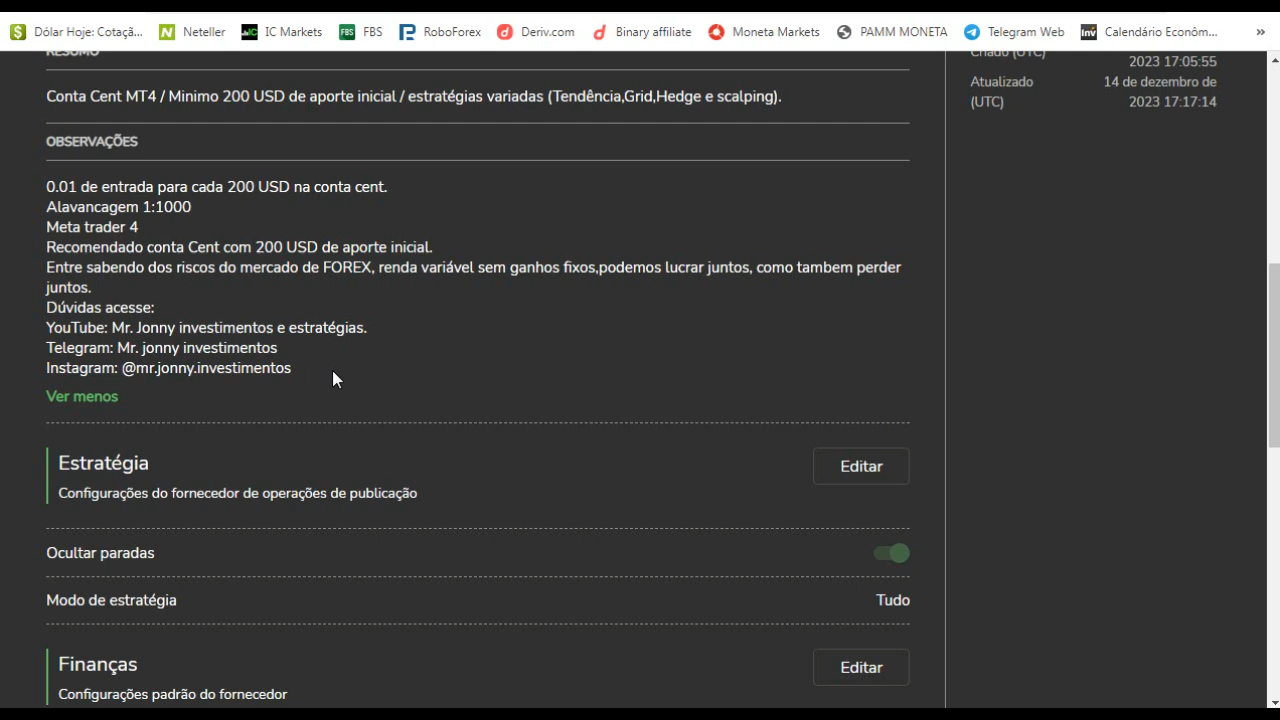 Dólar Hoje: Cotaçã...
Neteller
IC Markets
FBS
RoboForex
Deriv.com
Binary affiliate
Moneta Markets
PAMM MONETA
Telegram Web
Calendário Econôm...
»
RESUMO
Criado (UTC)
2023 17:05:55
Atualizado
(UTC)
14 de dezembro de
2023 17:17:14
Conta Cent MT4 / Minimo 200 USD de aporte inicial / estratégias variadas (Tendência,Grid,Hedge e scalping).
OBSERVAÇÕES
0.01 de entrada para cada 200 USD na conta cent.
Alavancagem 1:1000
Meta trader 4
Recomendado conta Cent com 200 USD de aporte inicial.
Entre sabendo dos riscos do mercado de FOREX, renda variável sem ganhos fixos,podemos lucrar juntos, como tambem perder
juntos.
Dúvidas acesse:
YouTube: Mr. Jonny investimentos e estratégias.
Telegram: Mr. jonny investimentos
Instagram: @mr.jonny.investimentos
Ver menos
Estratégia
Editar
Configurações do fornecedor de operações de publicação
Ocultar paradas
Modo de estratégia
Tudo
Finanças
Editar
Configurações padrão do fornecedor